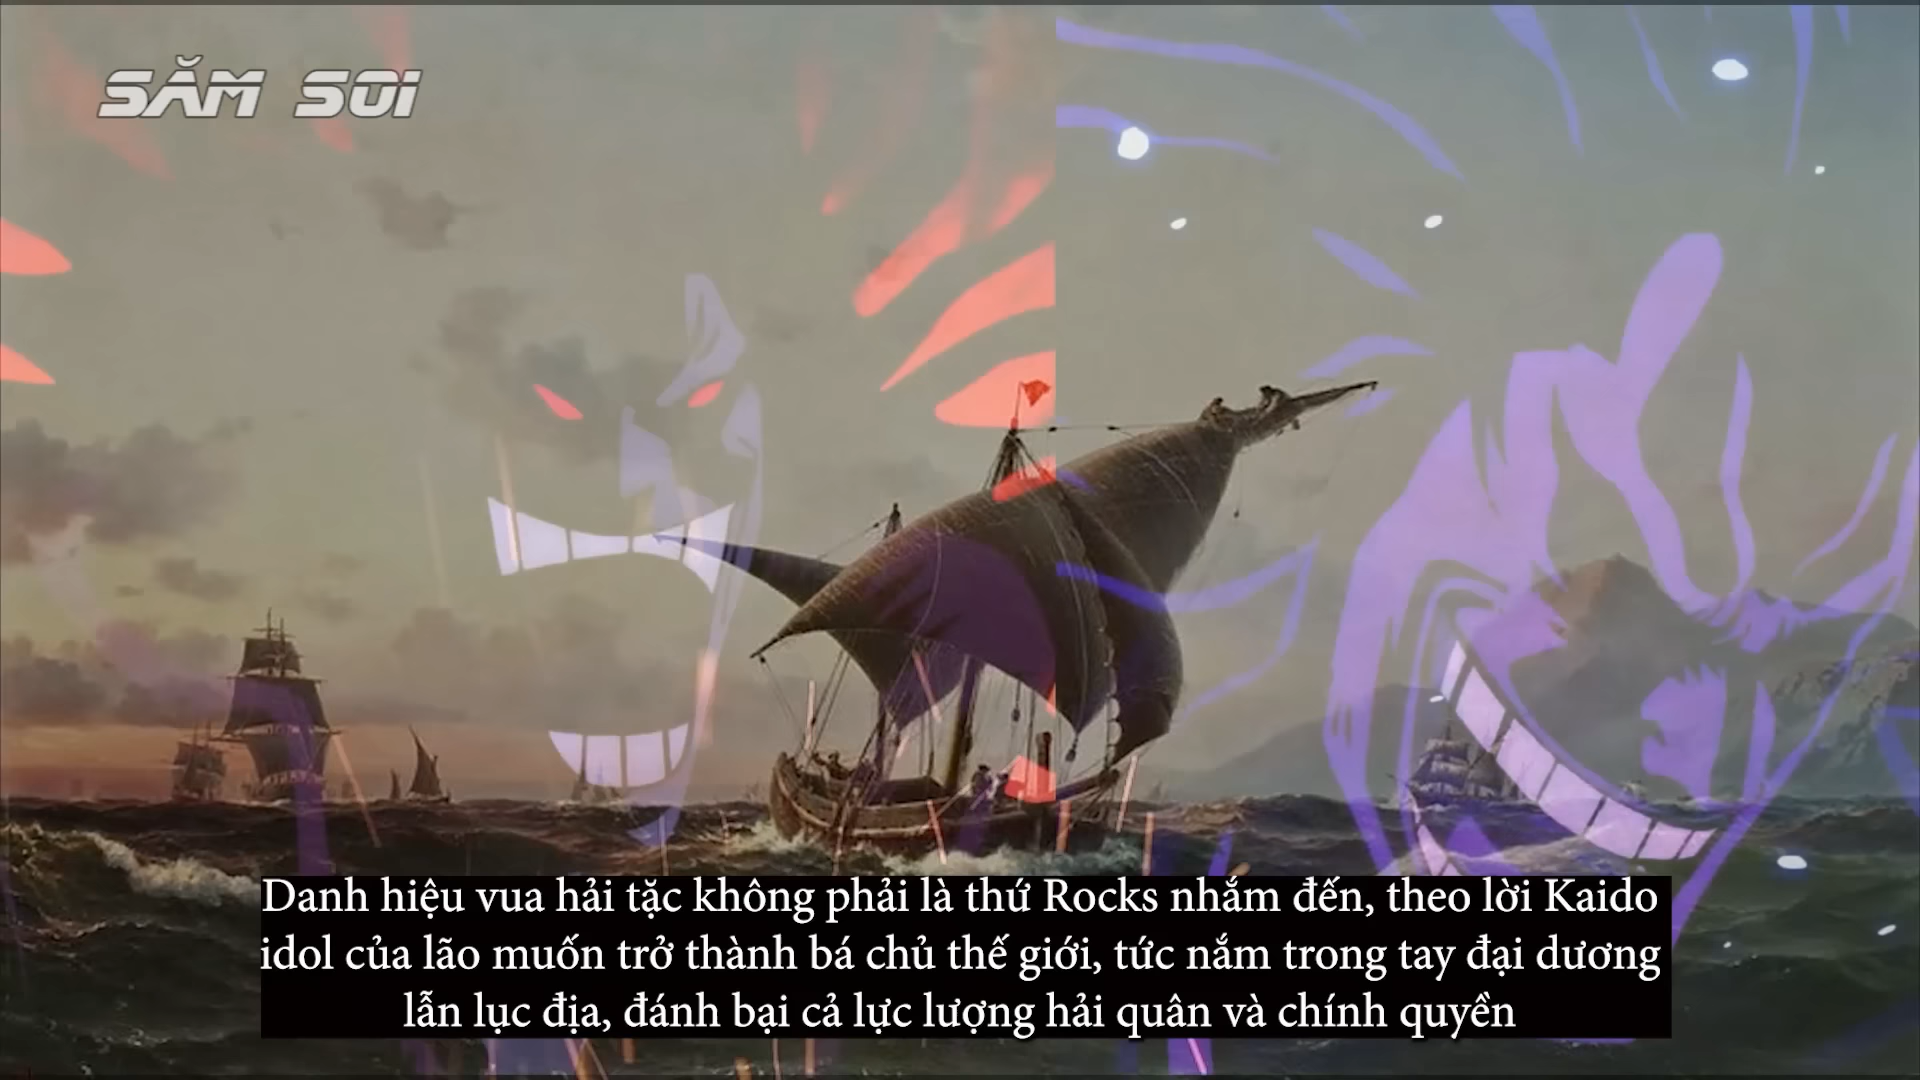 SĂM SOI
Danh hiệu vua hải tặc không phải là thứ Rocks nhắm đến, theo lời Kaido
idol của lão muốn trở thành bá chủ thế giới, tức nắm trong tay đại dương
lẫn lục địa, đánh bại cả lực lượng hải quân và chính quyền